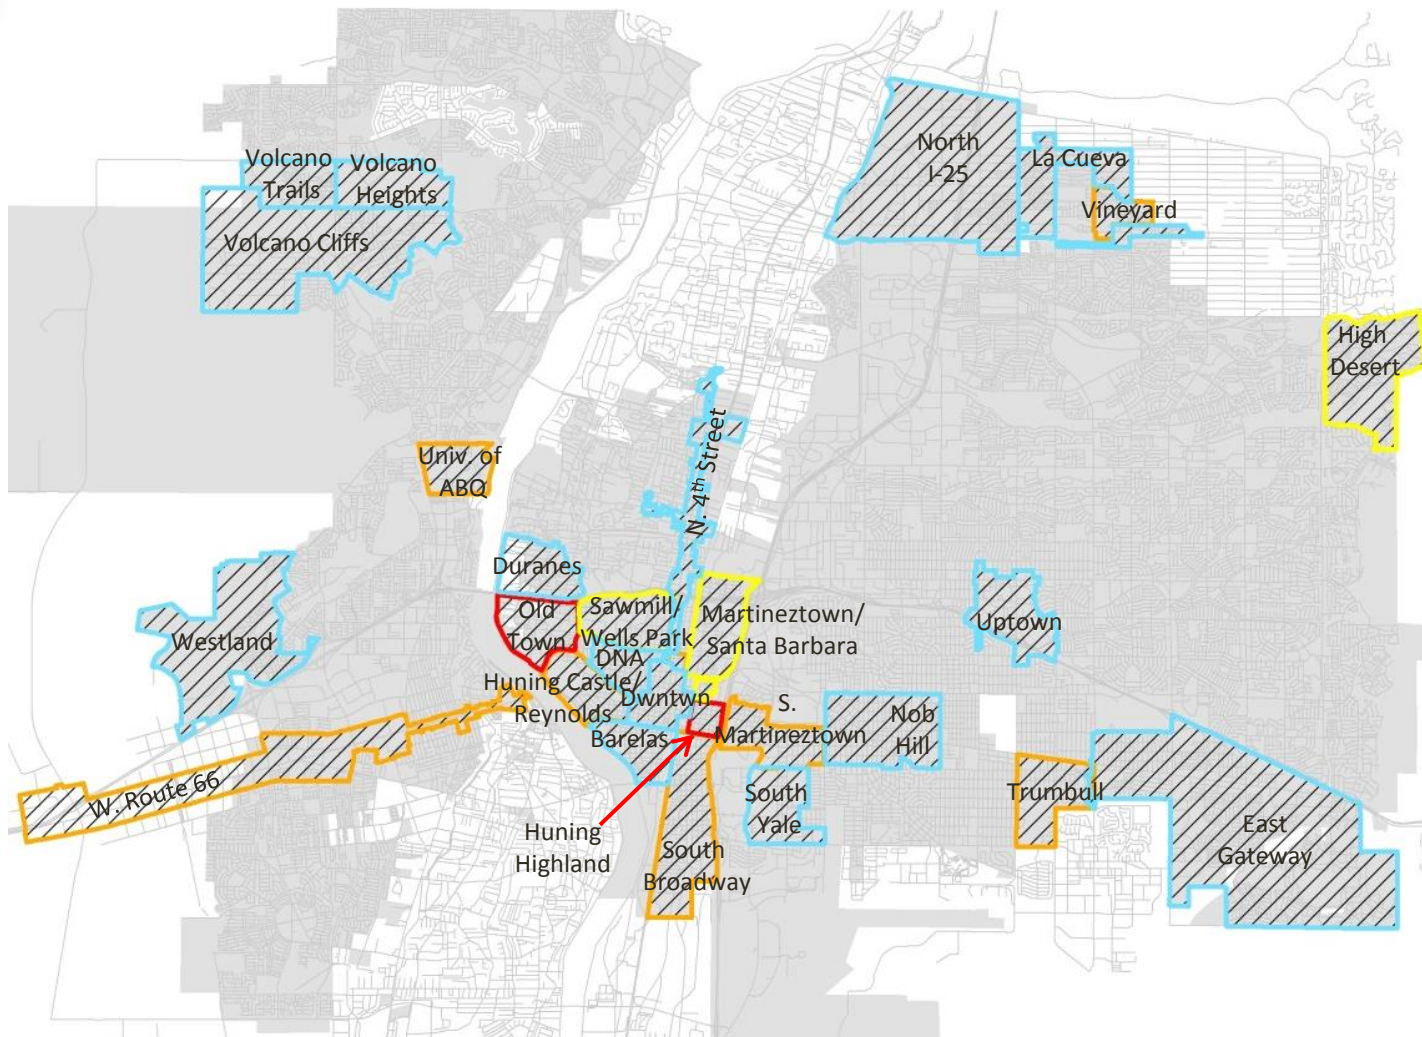 North
I-25
La Cueva
Vineyard
Volcano
Trails
Volcano
Heights
Volcano Cliffs
High
Desert
N. 4th Street
Univ. of
ABQ
Duranes
Old
Town
Sawmill/
Wells Park
Martineztown/
Santa Barbara
Uptown
Westland
DNA
Huning Castle/
Reynolds
Dwntwn
S.
Martineztown
Nob
Hill
Barelas
W. Route 66
South
Yale
Trumbull
East
Gateway
Huning
Highland
South
Broadway